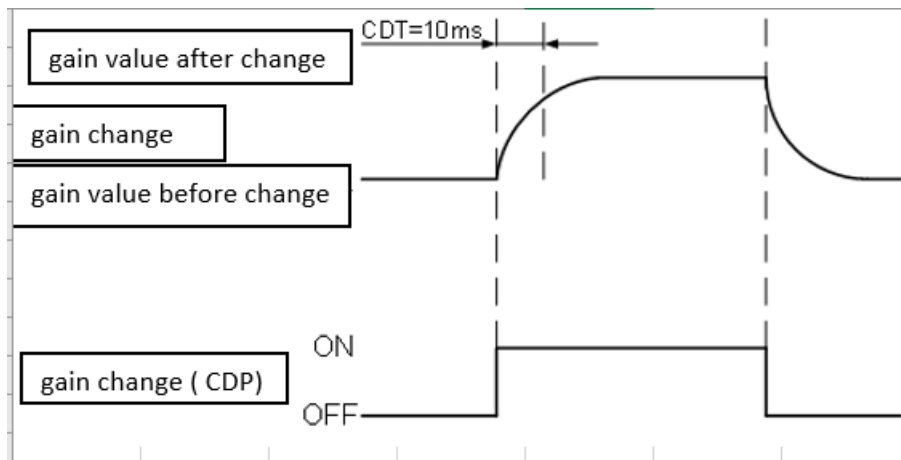 CDT=10ms
gain value after change
gain change
gain value before change
ON
gain change ( CDP)
OFF